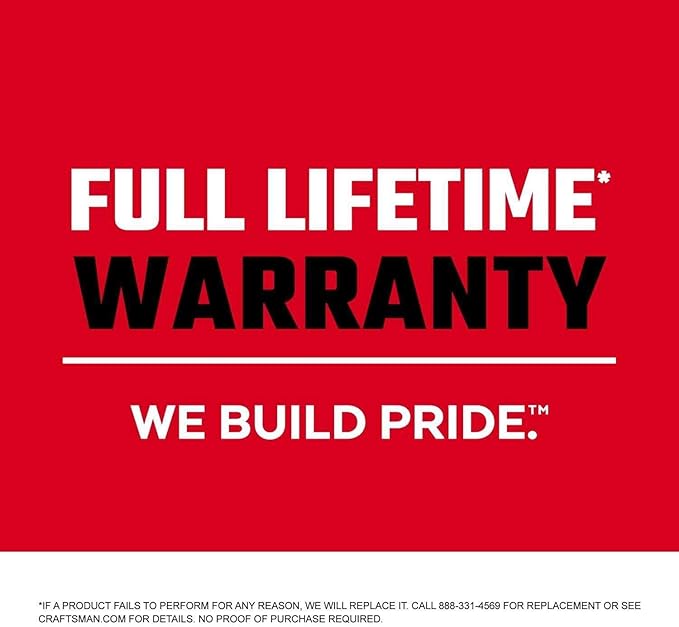 FULL LIFETIME*
WARRANTY
WE BUILD PRIDE.™
*IF A PRODUCT FAILS TO PERFORM FOR ANY REASON, WE WILL REPLACE IT. CALL 888-331-4569 FOR REPLACEMENT OR SEE
CRAFTSMAN.COM FOR DETAILS. NO PROOF OF PURCHASE REQUIRED.